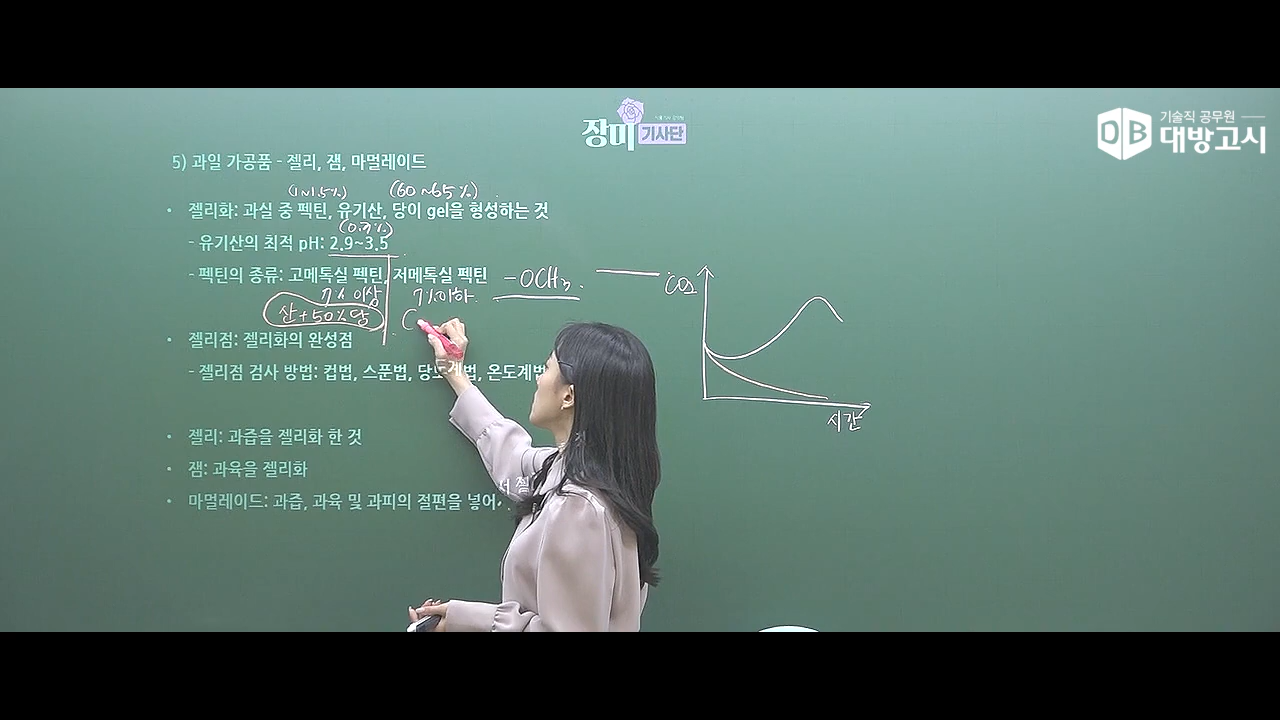 장미 기사단
기술직 공무원
DB 대방고시
5) 과일 가공품 - 젤리, 잼, 마멀레이드
(1~1.5%) (60~65%)
• 젤리화: 과실 중 펙틴, 유기산, 당이 gel을 형성하는 것
(0.3%)
- 유기산의 최적 pH: 2.9~3.5
- 펙틴의 종류: 고메톡실 펙틴, 저메톡실 펙틴 -OCH3
7% 이상 7%이하
산+50%당 C
• 젤리점: 젤리화의 완성점
- 젤리점 검사 방법: 컵법, 스푼법, 당도계법, 온도계법
• 젤리: 과즙을 젤리화 한 것
• 잼: 과육을 젤리화
• 마멀레이드: 과즙, 과육 및 과피의 절편을 넣어
CO2
시간